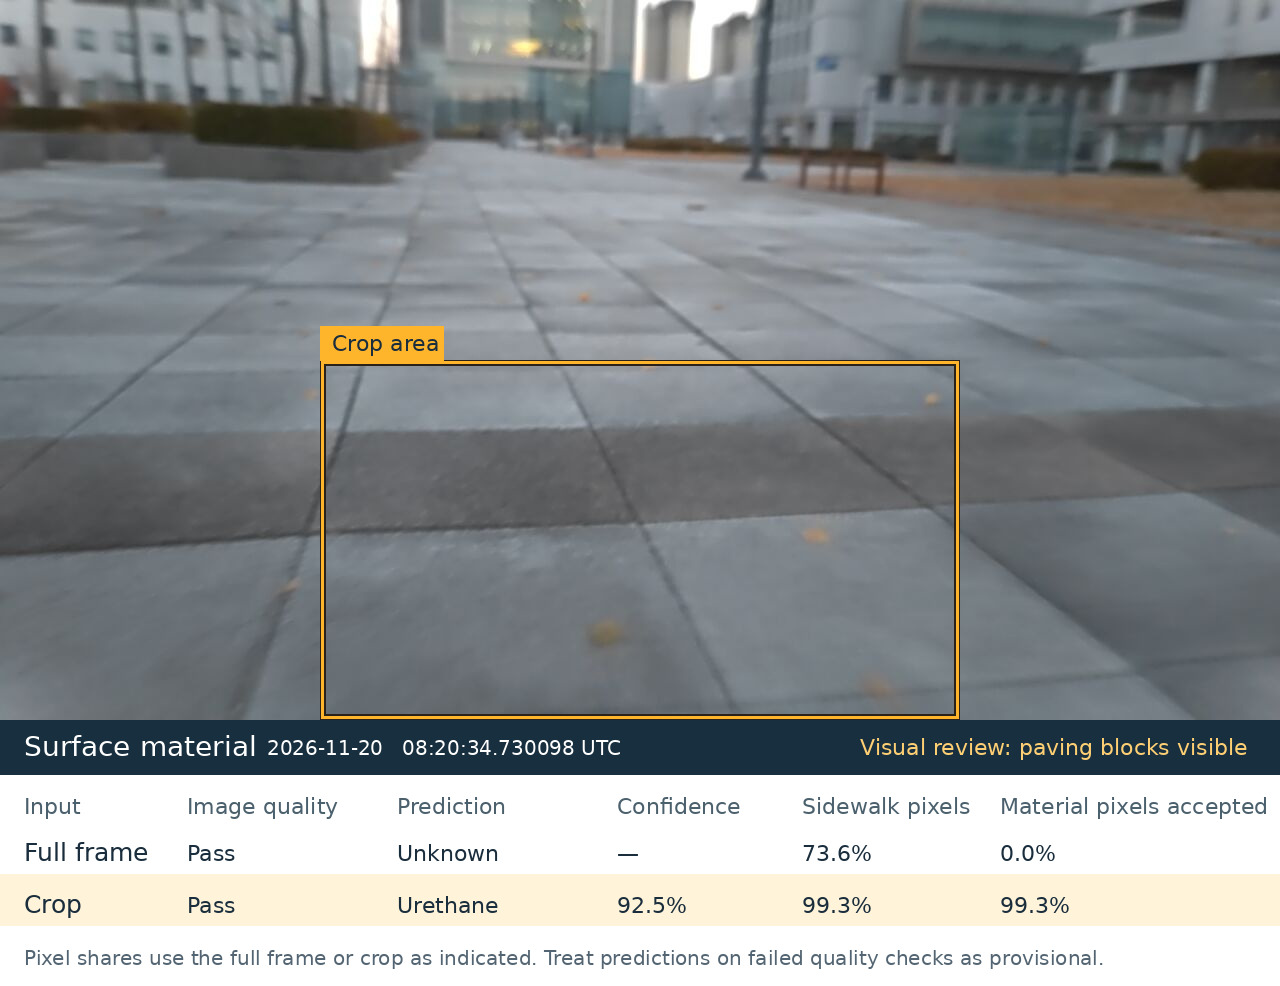 Crop area
Surface material 2026-11-20 08:20:34.730098 UTC Visual review: paving blocks visible
Input Image quality Prediction Confidence Sidewalk pixels Material pixels accepted
Full frame Pass Unknown — 73.6% 0.0%
Crop Pass Urethane 92.5% 99.3% 99.3%
Pixel shares use the full frame or crop as indicated. Treat predictions on failed quality checks as provisional.